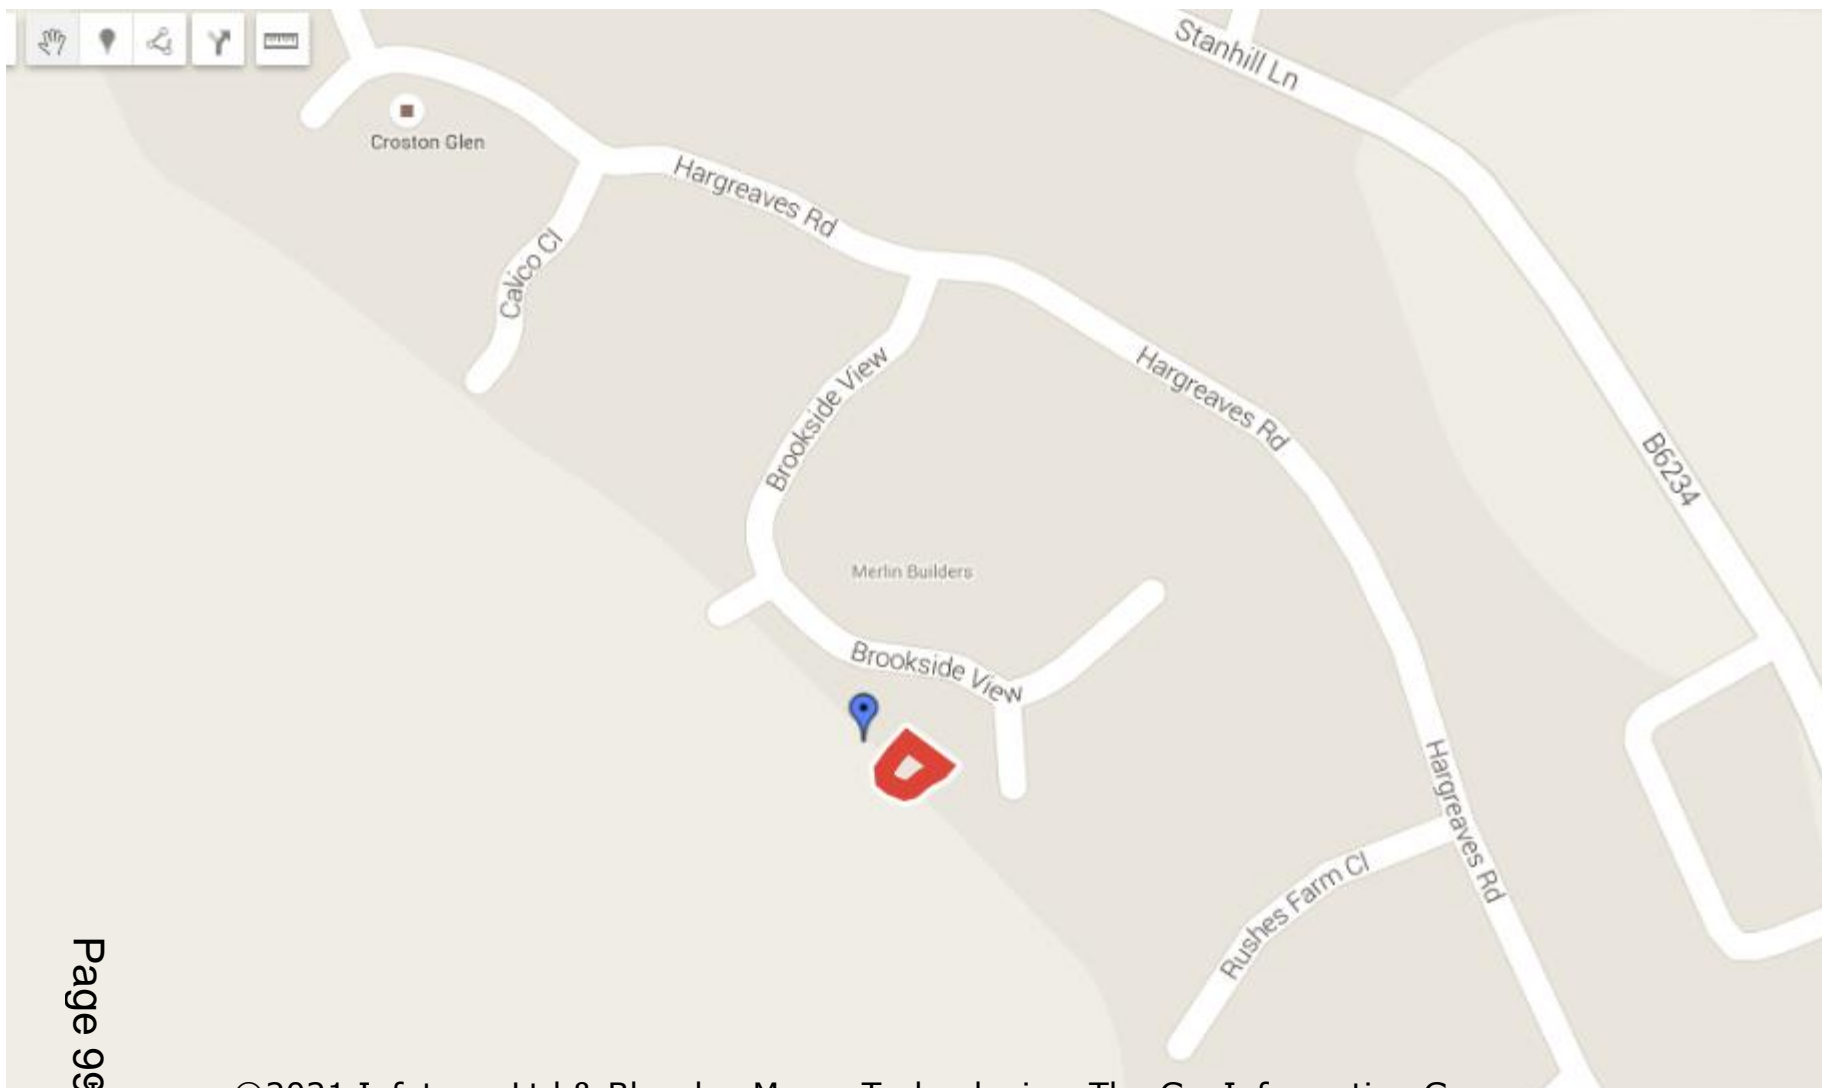 Stanhill Ln
Croston Glen
Hargreaves Rd
Calico Cl
Hargreaves Rd
Brookside View
B6234
Merlin Builders
Brookside View
Hargreaves Rd
Rushes Farm Cl
Page 99